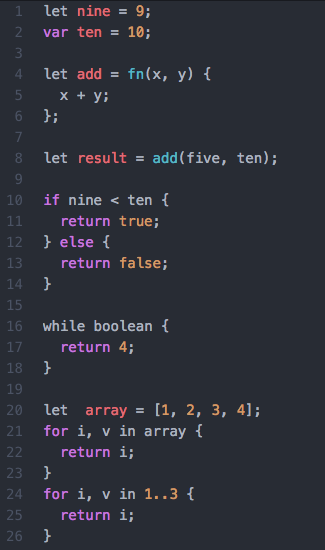 1 let nine = 9;
2 var ten = 10;
3
4 let add = fn(x, y) {
5   x + y;
6 };
7
8 let result = add(five, ten);
9
10 if nine < ten {
11   return true;
12 } else {
13   return false;
14 }
15
16 while boolean {
17   return 4;
18 }
19
20 let  array = [1, 2, 3, 4];
21 for i, v in array {
22   return i;
23 }
24 for i, v in 1..3 {
25   return i;
26 }